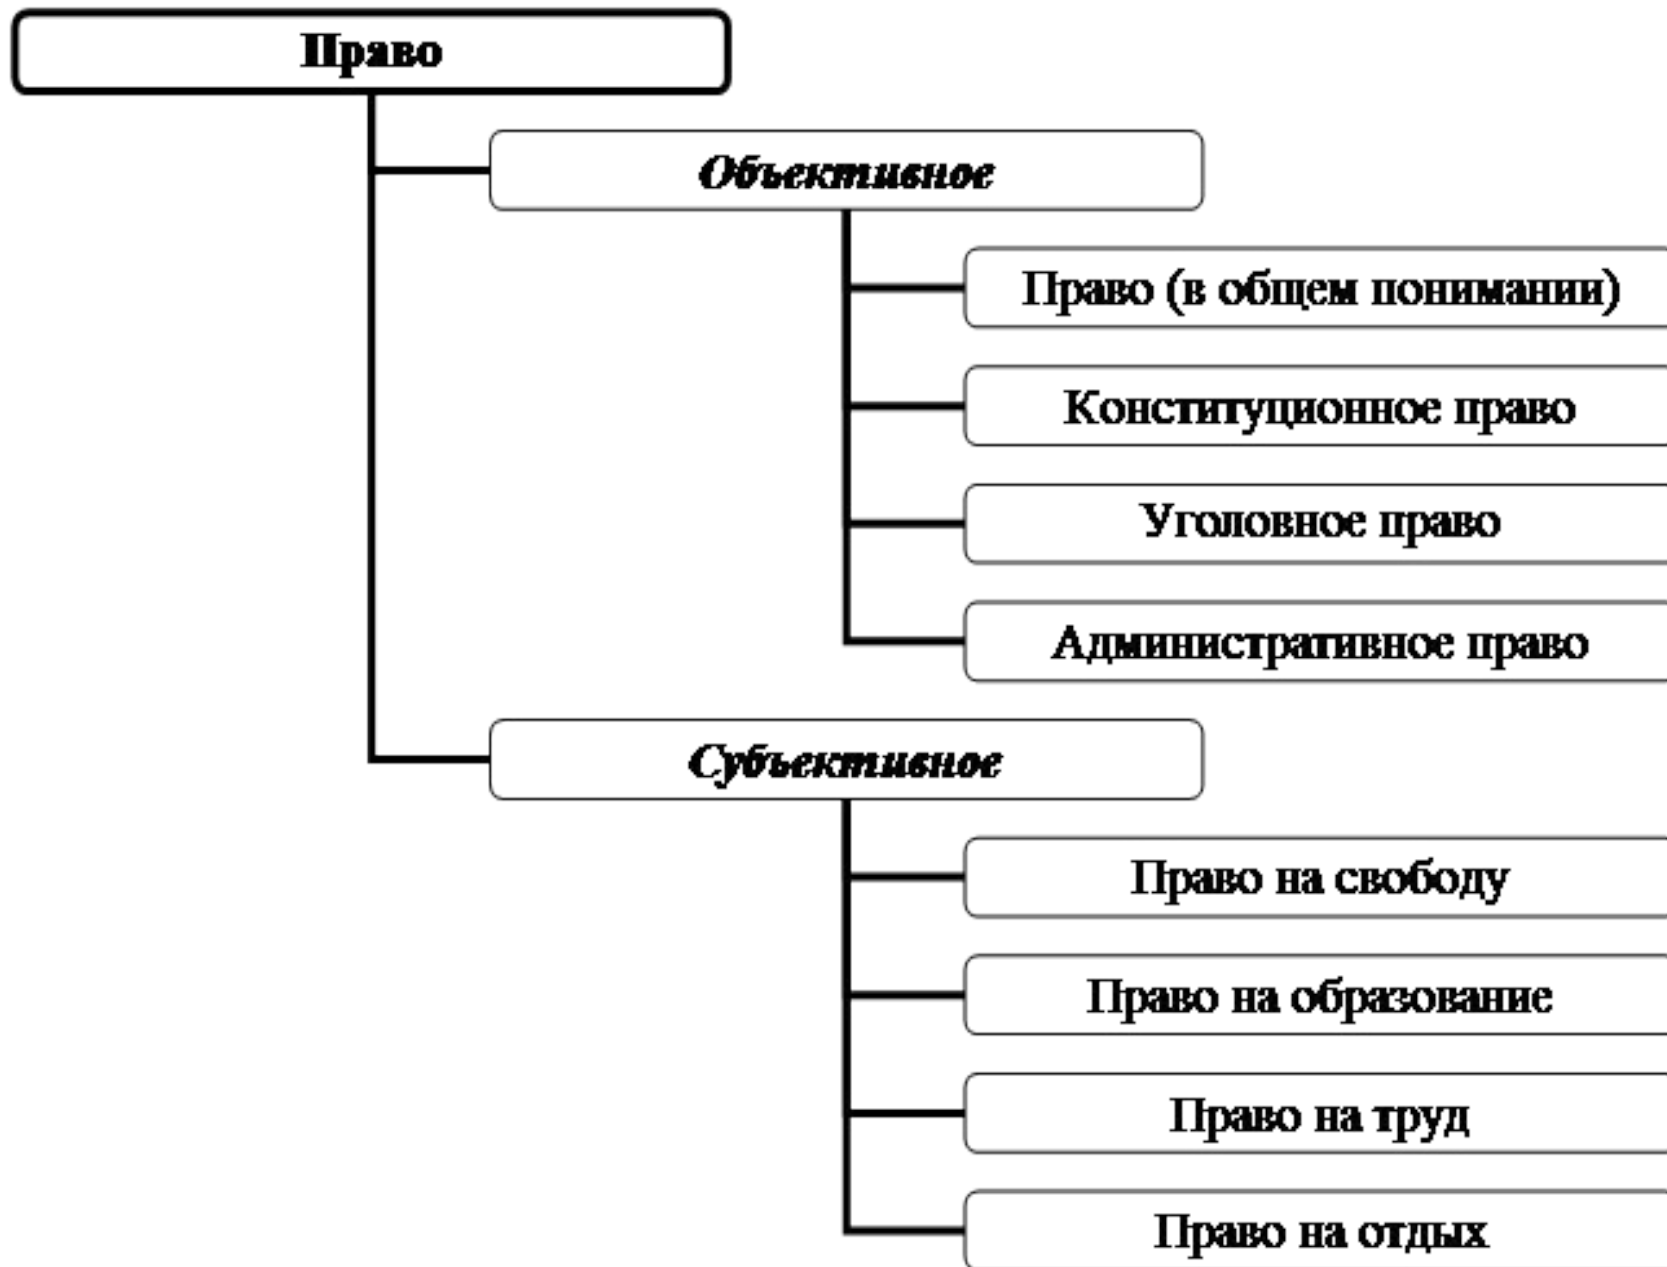 Право
Объективное
Право (в общем понимании)
Конституционное право
Уголовное право
Административное право
Субъективное
Право на свободу
Право на образование
Право на труд
Право на отдых